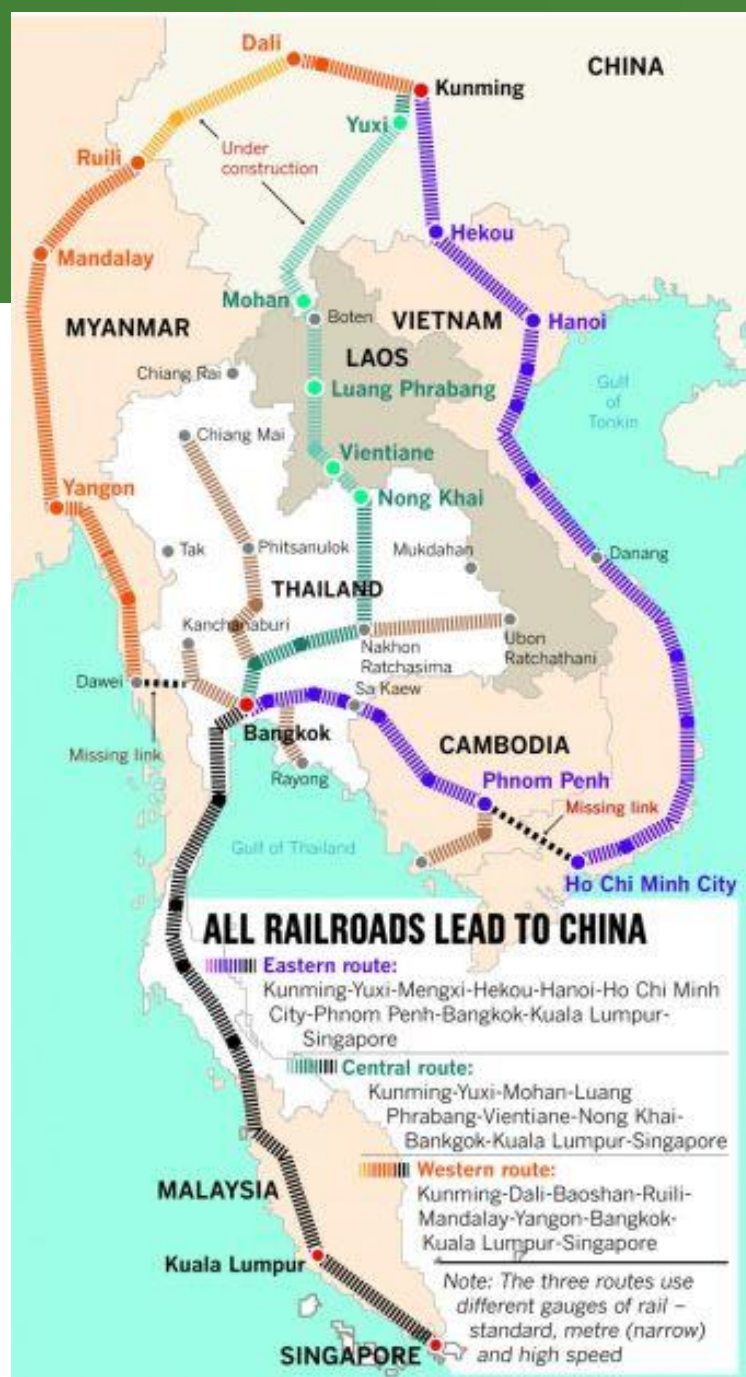 Dali
CHINA
Kunming
Yuxi
Under
construction
Ruili
Hekou
Mandalay
Mohan
Boten
VIETNAM
Hanoi
MYANMAR
LAOS
Chiang Rai
Luang Phrabang
Gulf
of
Tonkin
Chiang Mai
Vientiane
Yangon
Nong Khai
Tak
Phitsanulok
Mukdahan
Danang
THAILAND
Kanchanaburi
Nakhon
Ratchasima
Ubon
Ratchathani
Dawei
Sa Kaew
Bangkok
CAMBODIA
Missing link
Rayong
Phnom Penh
Missing link
Gulf of Thailand
Ho Chi Minh City
ALL RAILROADS LEAD TO CHINA
Eastern route:
Kunming-Yuxi-Mengxi-Hekou-Hanoi-Ho Chi Minh
City-Phnom Penh-Bangkok-Kuala Lumpur-
Singapore
Central route:
Kunming-Yuxi-Mohan-Luang
Phrabang-Vientiane-Nong Khai-
Bankgok-Kuala Lumpur-Singapore
Western route:
Kunming-Dali-Baoshan-Ruili-
Mandalay-Yangon-Bangkok-
Kuala Lumpur-Singapore
MALAYSIA
Kuala Lumpur
Note: The three routes use
different gauges of rail –
standard, metre (narrow)
and high speed
SINGAPORE